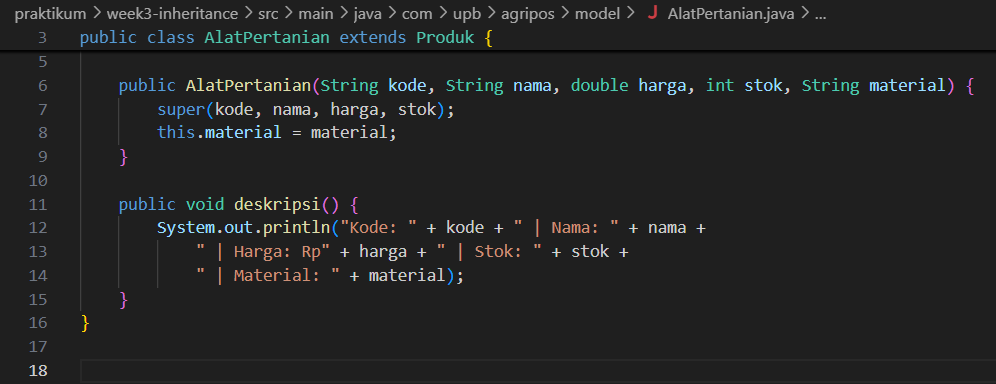 praktikum > week3-inheritance > src > main > java > com > upb > agripos > model > J AlatPertanian.java > ...
3 public class AlatPertanian extends Produk {
5
6 public AlatPertanian(String kode, String nama, double harga, int stok, String material) {
7 super(kode, nama, harga, stok);
8 this.material = material;
9 }
10
11 public void deskripsi() {
12 System.out.println("Kode: " + kode + " | Nama: " + nama +
13 " | Harga: Rp" + harga + " | Stok: " + stok +
14 " | Material: " + material);
15 }
16 }
17
18